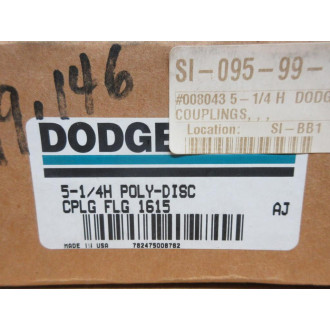 9,146
SI-095-99-
#008043 5-1/4 H DODG
COUPLINGS, , ,
Location: SI-BB1
DODGE
5-1/4H POLY-DISC
CPLG FLG 1615
AJ
MADE IN USA
782475008782